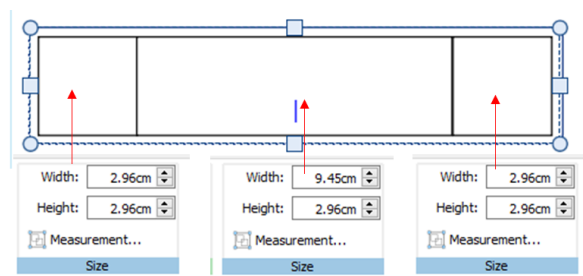 Width: 2.96cm
Height: 2.96cm
Measurement...
Size
Width: 9.45cm
Height: 2.96cm
Measurement...
Size
Width: 2.96cm
Height: 2.96cm
Measurement...
Size